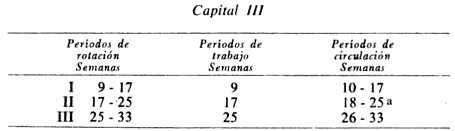 Capital III
Períodos de rotación Semanas Períodos de trabajo Semanas Períodos de circulación Semanas
I 9 - 17 9 10 - 17
II 17 - 25 17 18 - 25 a
III 25 - 33 25 26 - 33